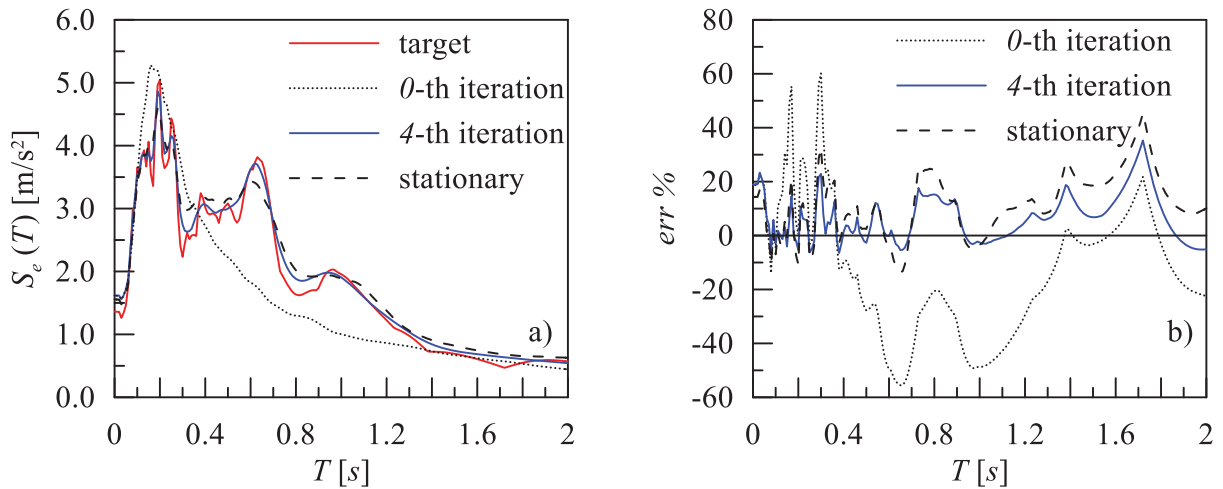 6.0
5.0
4.0
3.0
2.0
1.0
0.0
S_e (T) [m/s²]
target
0-th iteration
4-th iteration
stationary
a)
0 0.4 0.8 1.2 1.6 2
T [s]
80
60
40
20
0
-20
-40
-60
err %
0-th iteration
4-th iteration
stationary
b)
0 0.4 0.8 1.2 1.6 2
T [s]